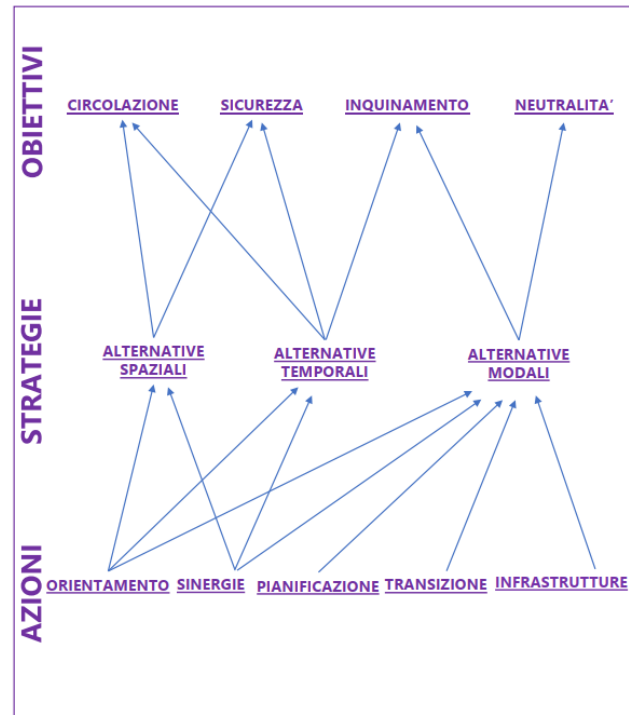 OBIETTIVI
CIRCOLAZIONE
SICUREZZA
INQUINAMENTO
NEUTRALITA’
STRATEGIE
ALTERNATIVE
SPAZIALI
ALTERNATIVE
TEMPORALI
ALTERNATIVE
MODALI
AZIONI
ORIENTAMENTO
SINERGIE
PIANIFICAZIONE
TRANSIZIONE
INFRASTRUTTURE